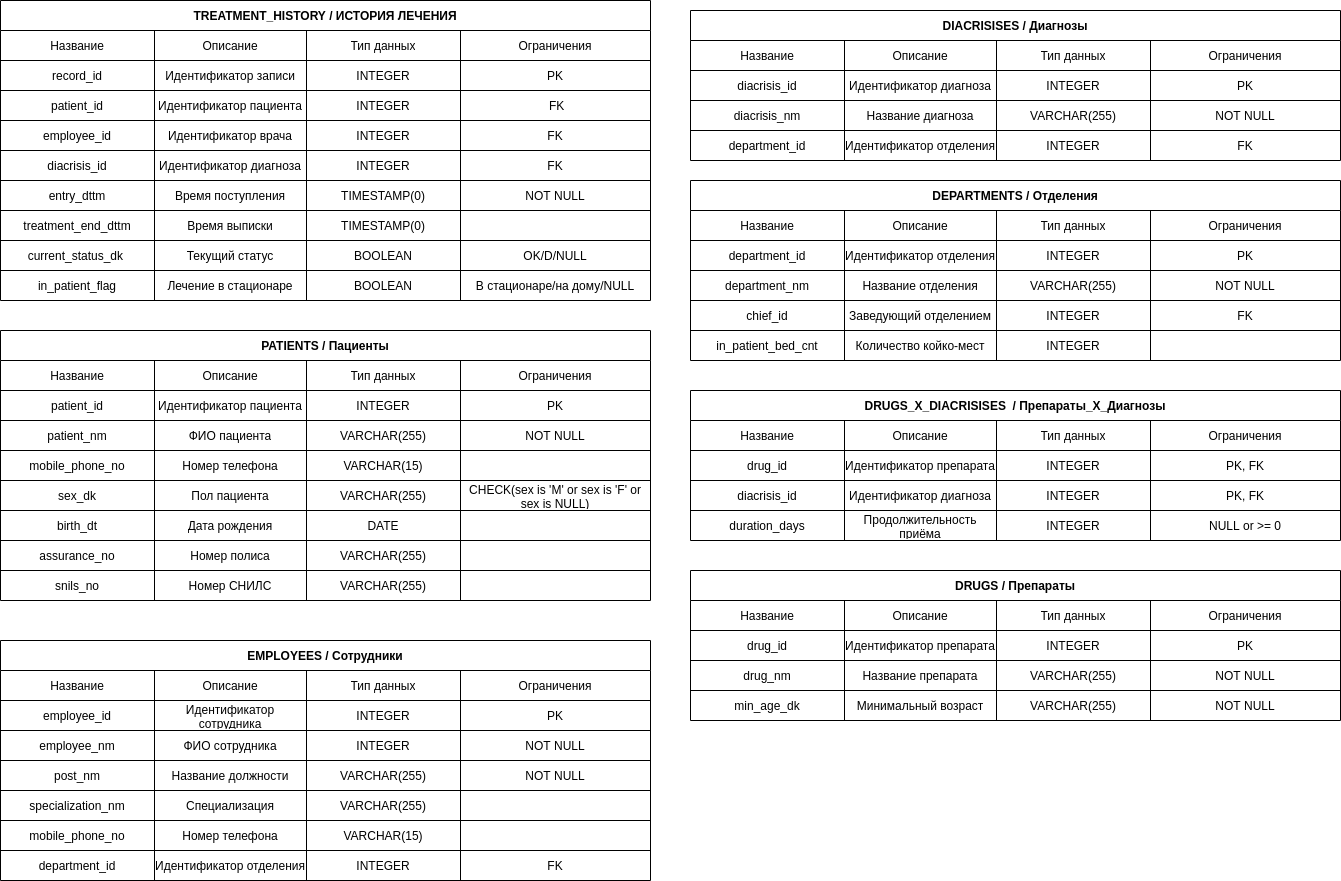 TREATMENT_HISTORY / ИСТОРИЯ ЛЕЧЕНИЯ
Название Описание Тип данных Ограничения
record_id Идентификатор записи INTEGER PK
patient_id Идентификатор пациента INTEGER FK
employee_id Идентификатор врача INTEGER FK
diacrisis_id Идентификатор диагноза INTEGER FK
entry_dttm Время поступления TIMESTAMP(0) NOT NULL
treatment_end_dttm Время выписки TIMESTAMP(0)
current_status_dk Текущий статус BOOLEAN OK/D/NULL
in_patient_flag Лечение в стационаре BOOLEAN В стационаре/на дому/NULL
PATIENTS / Пациенты
Название Описание Тип данных Ограничения
patient_id Идентификатор пациента INTEGER PK
patient_nm ФИО пациента VARCHAR(255) NOT NULL
mobile_phone_no Номер телефона VARCHAR(15)
sex_dk Пол пациента VARCHAR(255) CHECK(sex is 'M' or sex is 'F' or
sex is NULL)
birth_dt Дата рождения DATE
assurance_no Номер полиса VARCHAR(255)
snils_no Номер СНИЛС VARCHAR(255)
EMPLOYEES / Сотрудники
Название Описание Тип данных Ограничения
employee_id Идентификатор
сотрудника INTEGER PK
employee_nm ФИО сотрудника INTEGER NOT NULL
post_nm Название должности VARCHAR(255) NOT NULL
specialization_nm Специализация VARCHAR(255)
mobile_phone_no Номер телефона VARCHAR(15)
department_id Идентификатор отделения INTEGER FK
DIACRISISES / Диагнозы
Название Описание Тип данных Ограничения
diacrisis_id Идентификатор диагноза INTEGER PK
diacrisis_nm Название диагноза VARCHAR(255) NOT NULL
department_id Идентификатор отделения INTEGER FK
DEPARTMENTS / Отделения
Название Описание Тип данных Ограничения
department_id Идентификатор отделения INTEGER PK
department_nm Название отделения VARCHAR(255) NOT NULL
chief_id Заведующий отделением INTEGER FK
in_patient_bed_cnt Количество койко-мест INTEGER
DRUGS_X_DIACRISISES / Препараты_X_Диагнозы
Название Описание Тип данных Ограничения
drug_id Идентификатор препарата INTEGER PK, FK
diacrisis_id Идентификатор диагноза INTEGER PK, FK
duration_days Продолжительность
приёма INTEGER NULL or >= 0
DRUGS / Препараты
Название Описание Тип данных Ограничения
drug_id Идентификатор препарата INTEGER PK
drug_nm Название препарата VARCHAR(255) NOT NULL
min_age_dk Минимальный возраст VARCHAR(255) NOT NULL